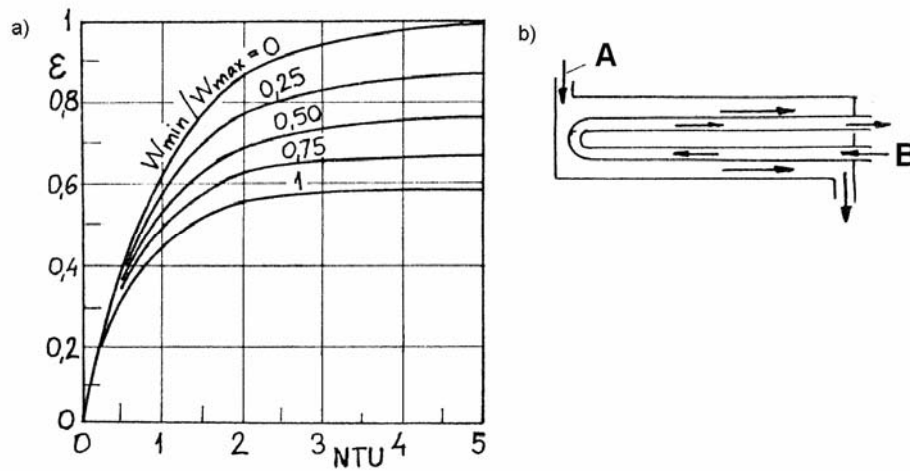 a)
1
ε
0,8
0,6
0,4
0,2
0
Wmin/Wmax = 0
0,25
0,50
0,75
1
0 1 2 3 4 5
NTU
b)
A
B